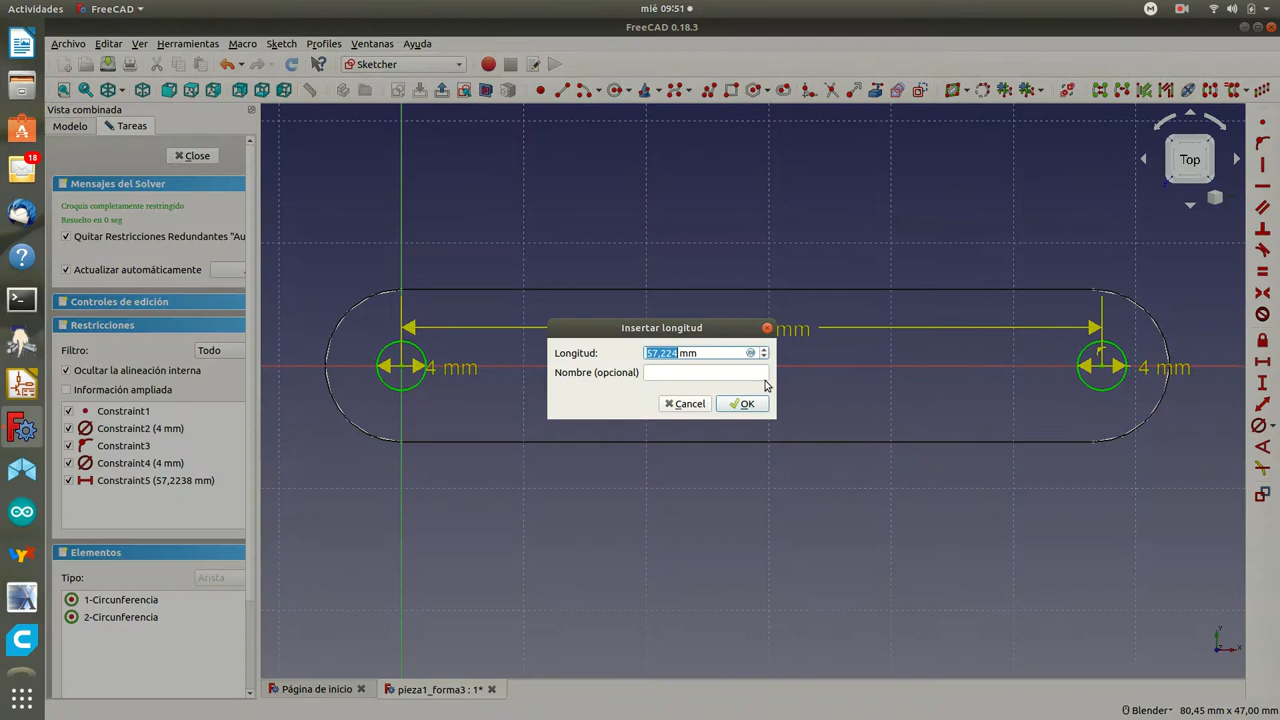 Actividades
FreeCAD
mié 09:51
FreeCAD 0.18.3
Archivo Editar Ver Herramientas Macro Sketch Profiles Ventanas Ayuda
Sketcher
Vista combinada
Modelo
Tareas
Close
Mensajes del Solver
Croquis completamente restringido
Resuelto en 0 seg
Quitar Restricciones Redundantes "Au
Actualizar automáticamente
Controles de edición
Restricciones
Filtro: Todo
Ocultar la alineación interna
Información ampliada
Constraint1
Constraint2 (4 mm)
Constraint3
Constraint4 (4 mm)
Constraint5 (57,2238 mm)
Elementos
Tipo: Arista
1-Circunferencia
2-Circunferencia
18
4 mm
mm
4 mm
Top
Insertar longitud
Longitud: 57,224 mm
Nombre (opcional)
Cancel
OK
Página de inicio
pieza1_forma3 : 1*
Blender
80,45 mm x 47,00 mm